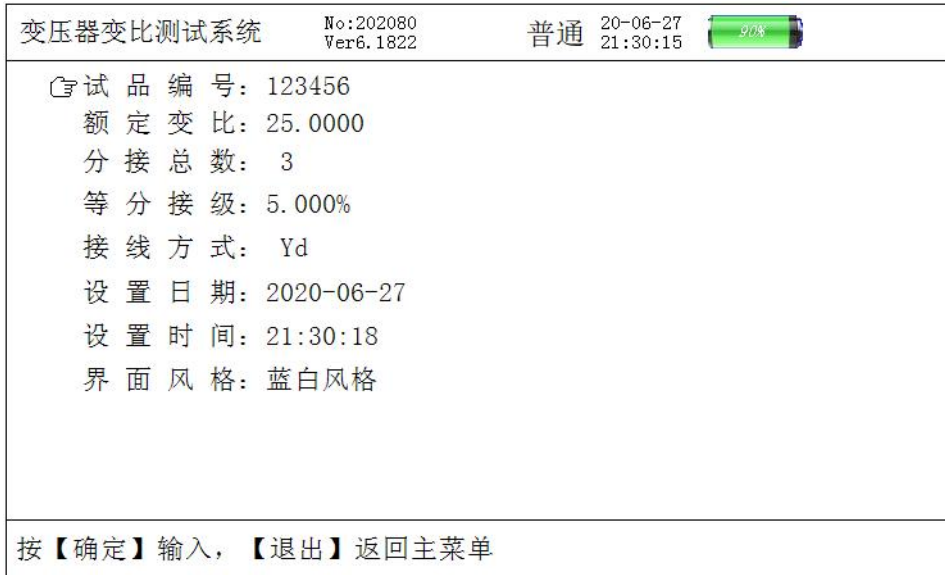 变压器变比测试系统 No:202080 普通 20-06-27 90%
Ver6.1822 21:30:15
试品编号：123456
额定变比：25.0000
分接总数： 3
等分接级：5.000%
接线方式： Yd
设置日期：2020-06-27
设置时间：21:30:18
界面风格：蓝白风格
按【确定】输入，【退出】返回主菜单